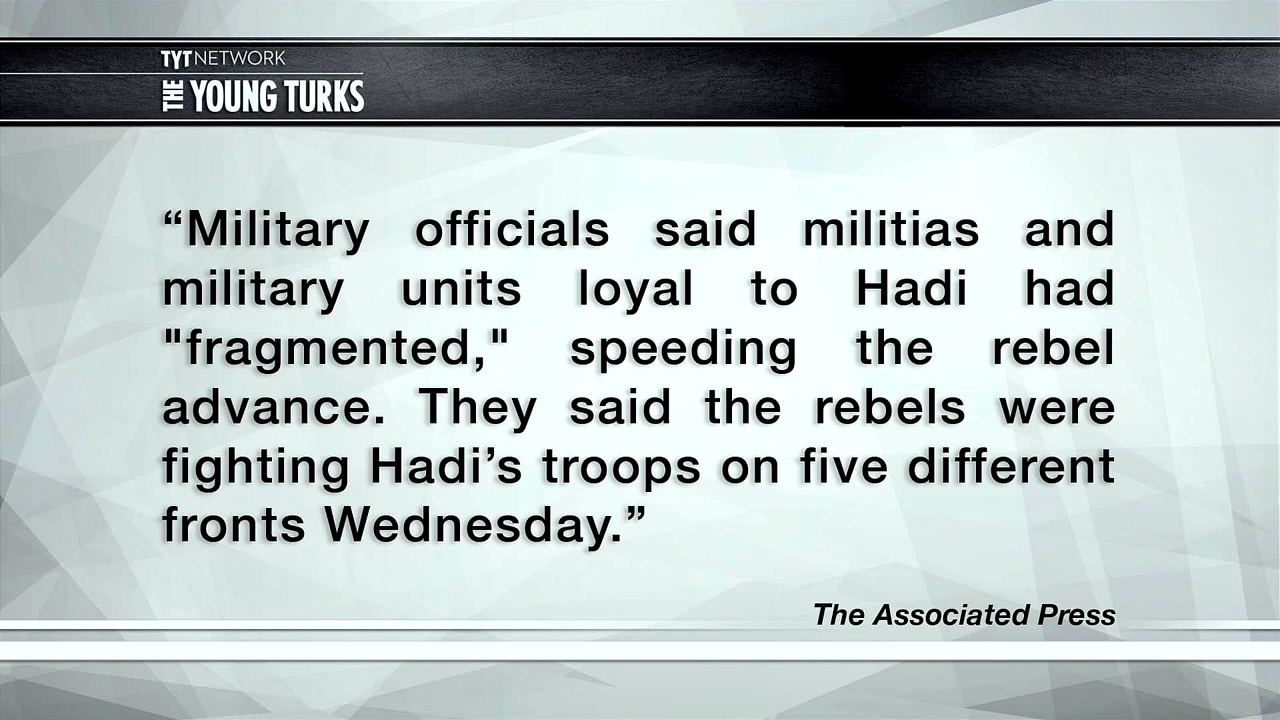 TYT NETWORK
THE YOUNG TURKS
“Military officials said militias and
military units loyal to Hadi had
"fragmented," speeding the rebel
advance. They said the rebels were
fighting Hadi’s troops on five different
fronts Wednesday.”
The Associated Press